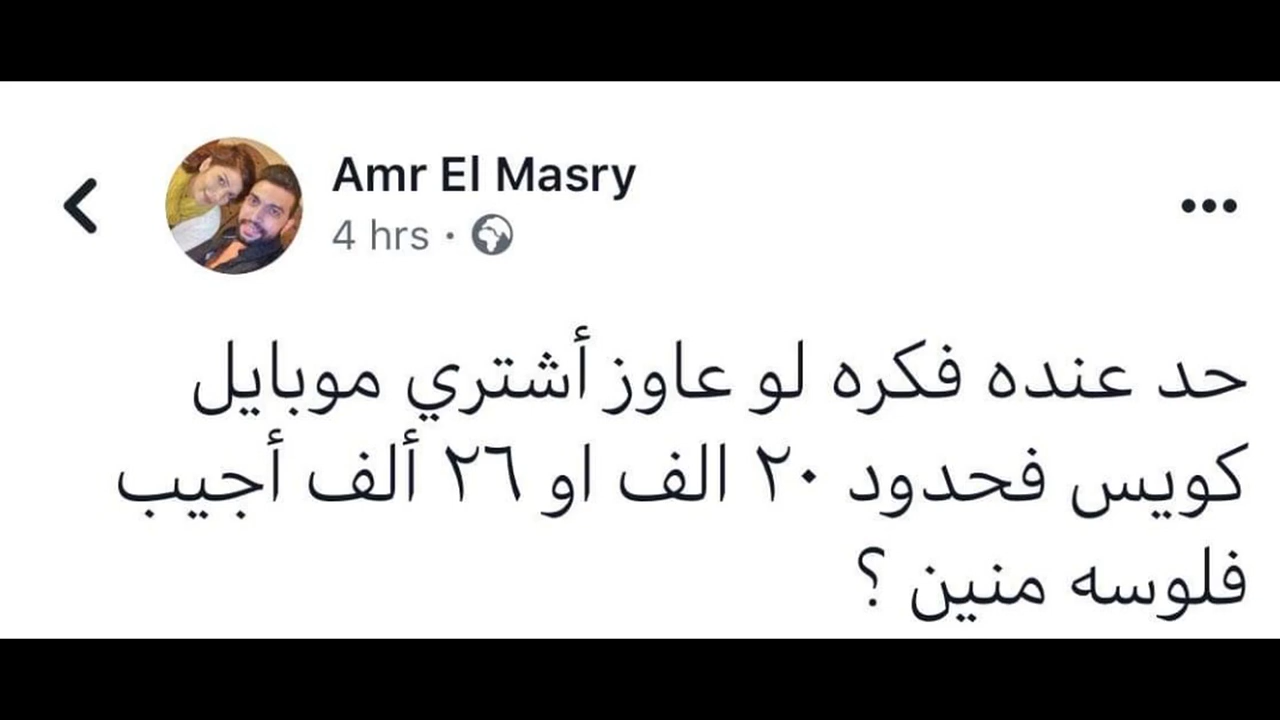 Amr El Masry
4 hrs ·
حد عنده فكره لو عاوز أشتري موبايل
كويس فحدود ٢٠ الف او ٢٦ ألف أجيب
فلوسه منين ؟